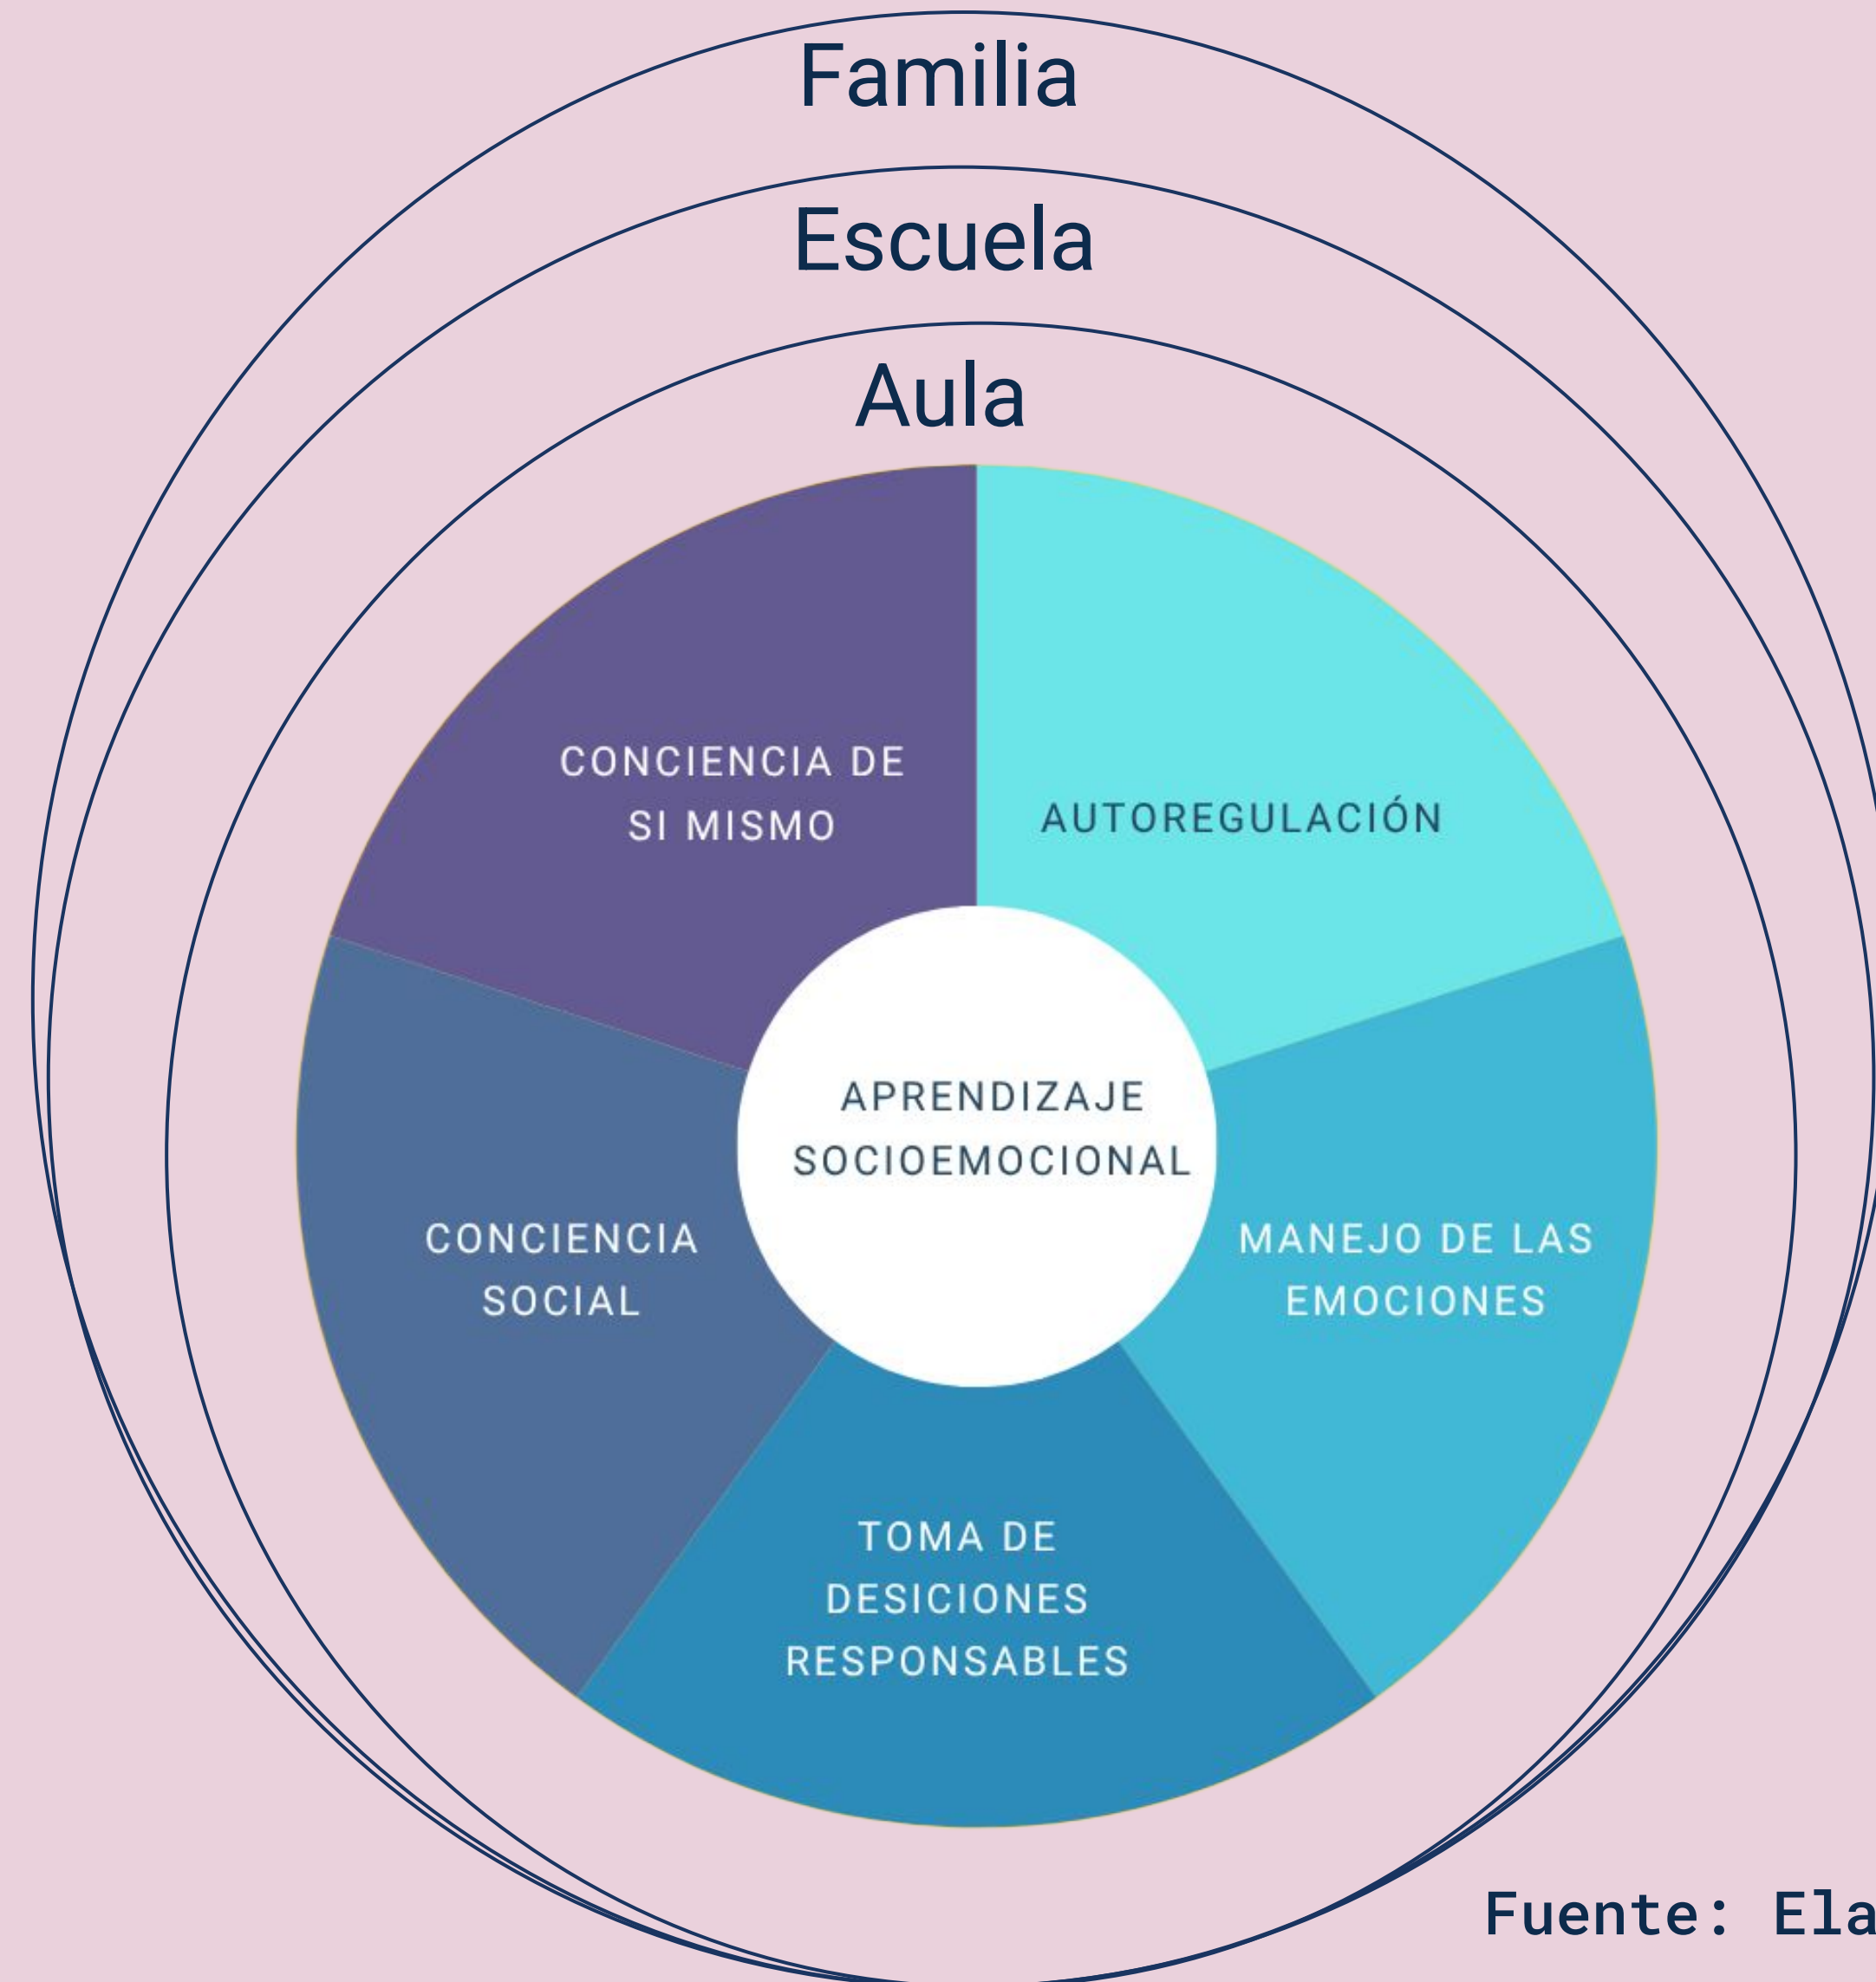 Familia
Escuela
Aula
CONCIENCIA DE
SI MISMO
AUTOREGULACIÓN
APRENDIZAJE
SOCIOEMOCIONAL
CONCIENCIA
SOCIAL
MANEJO DE LAS
EMOCIONES
TOMA DE
DESICIONES
RESPONSABLES
Fuente: Ela